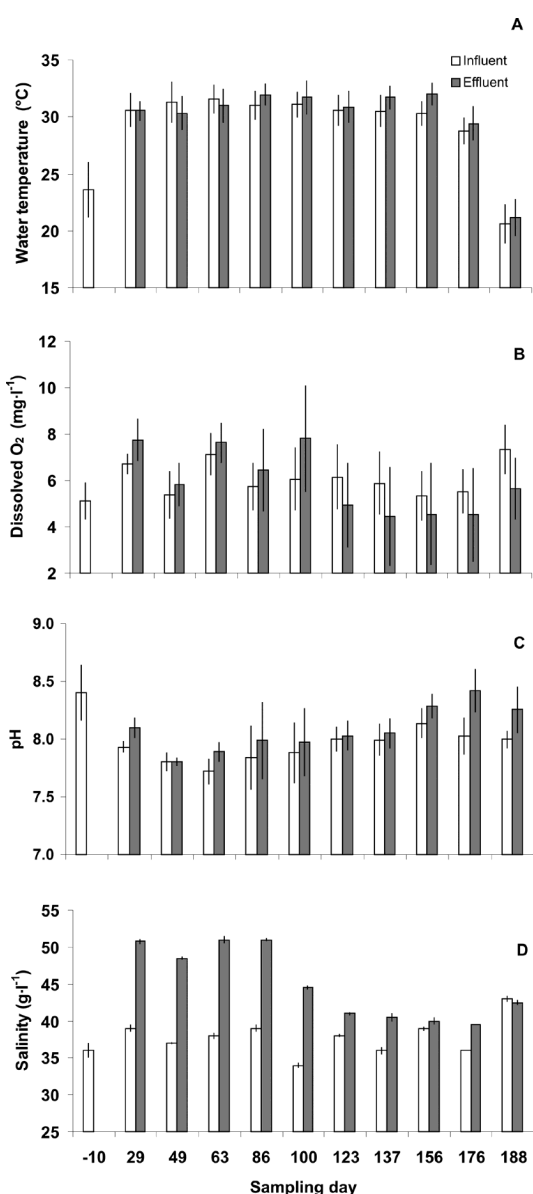 A
Influent
Effluent
Water temperature (°C)
35
30
25
20
15
B
Dissolved O₂ (mg·l⁻¹)
12
10
8
6
4
2
C
pH
9.0
8.5
8.0
7.5
7.0
D
Salinity (g·l⁻¹)
55
50
45
40
35
30
25
-10 29 49 63 86 100 123 137 156 176 188
Sampling day